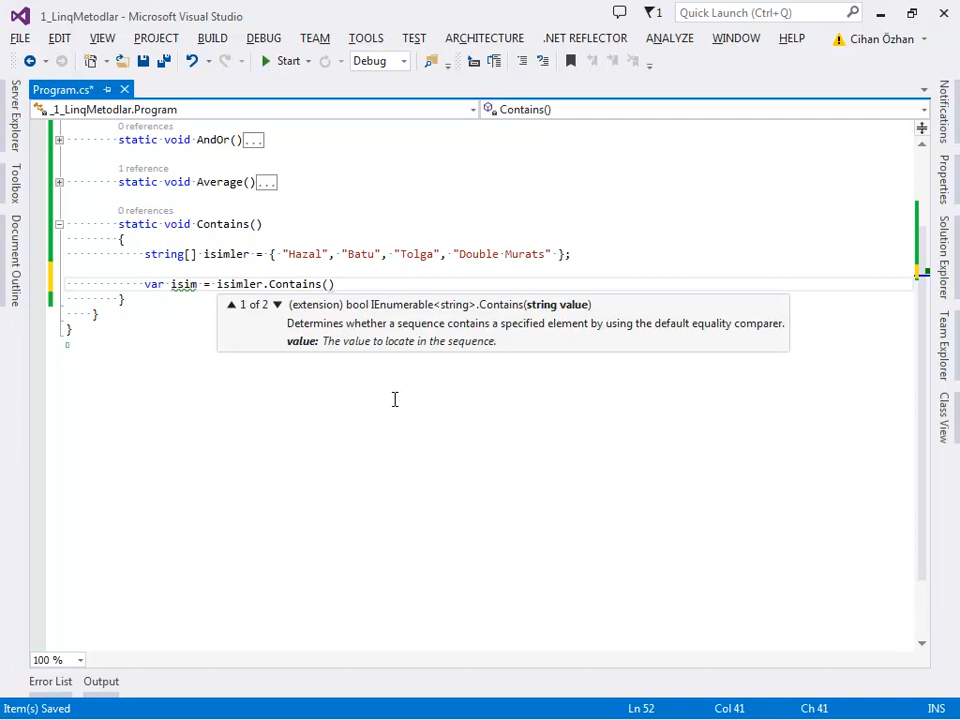 1_LinqMetodlar - Microsoft Visual Studio
1
Quick Launch (Ctrl+Q)
FILE EDIT VIEW PROJECT BUILD DEBUG TEAM TOOLS TEST ARCHITECTURE .NET REFLECTOR ANALYZE WINDOW HELP Cihan Özhan
Start Debug
Program.cs*
_1_LinqMetodlar.Program Contains()
0 references
static void AndOr()...
1 reference
static void Average()...
0 references
static void Contains()
{
string[] isimler = { "Hazal", "Batu", "Tolga", "Double Murats" };
var isim = isimler.Contains()
}
}
}
▲ 1 of 2 ▼ (extension) bool IEnumerable<string>.Contains(string value)
Determines whether a sequence contains a specified element by using the default equality comparer.
value: The value to locate in the sequence.
Server Explorer
Toolbox
Document Outline
Notifications
Properties
Solution Explorer
Team Explorer
Class View
100 %
Error List Output
Item(s) Saved Ln 52 Col 41 Ch 41 INS